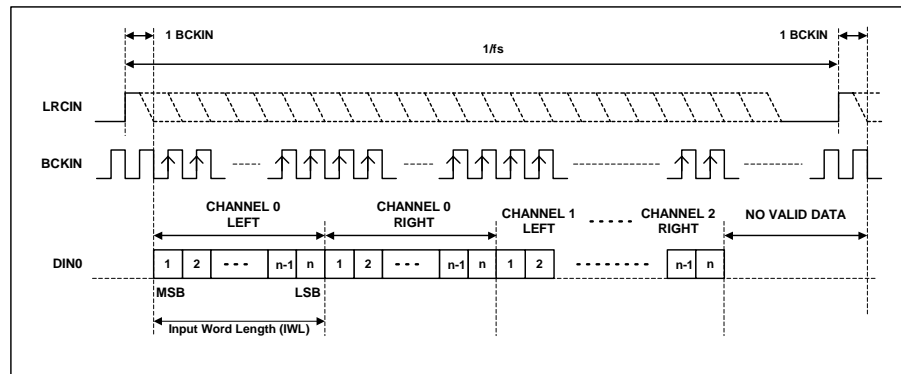 1 BCKIN
1 BCKIN
1/fs
LRCIN
BCKIN
CHANNEL 0
LEFT
CHANNEL 0
RIGHT
CHANNEL 1
LEFT
CHANNEL 2
RIGHT
NO VALID DATA
DIN0
1 2 n-1 n 1 2 n-1 n 1 2 n-1 n
MSB
LSB
Input Word Length (IWL)